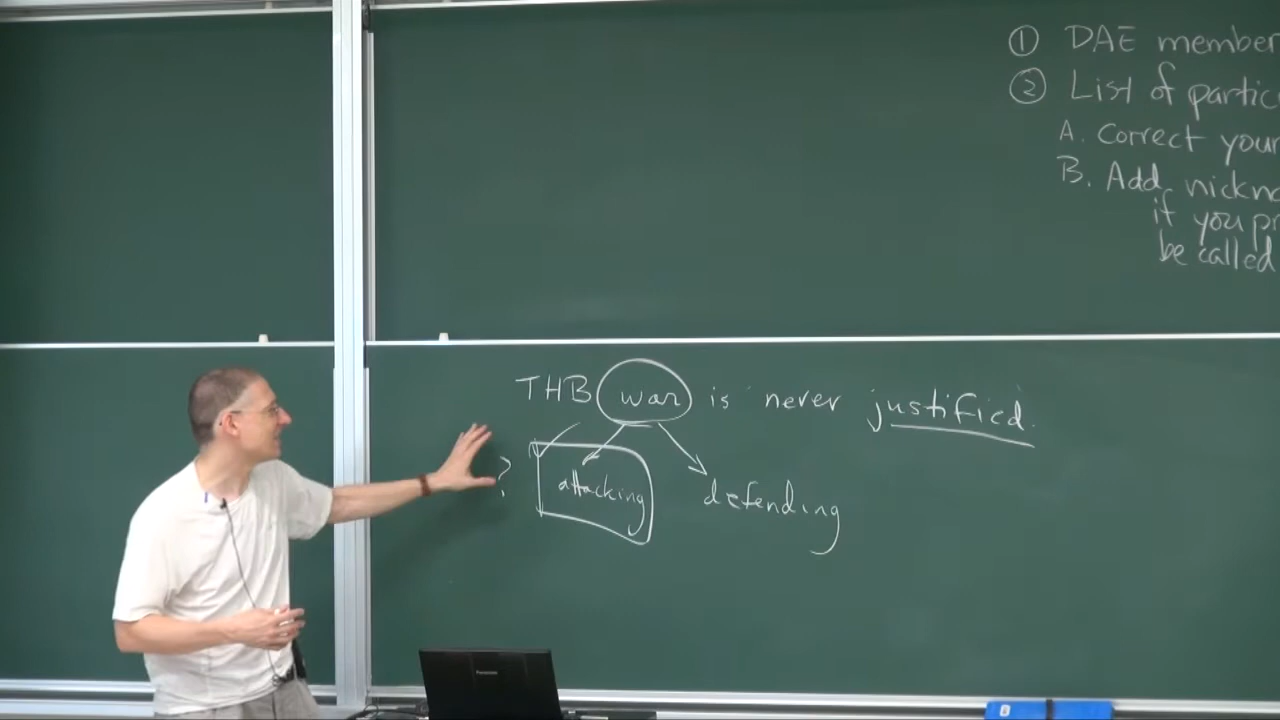 ① DAE member
② List of partic
A. Correct your
B. Add nickn
if you pr
be called
THB war is never justified.
? attacking defending
Panasonic